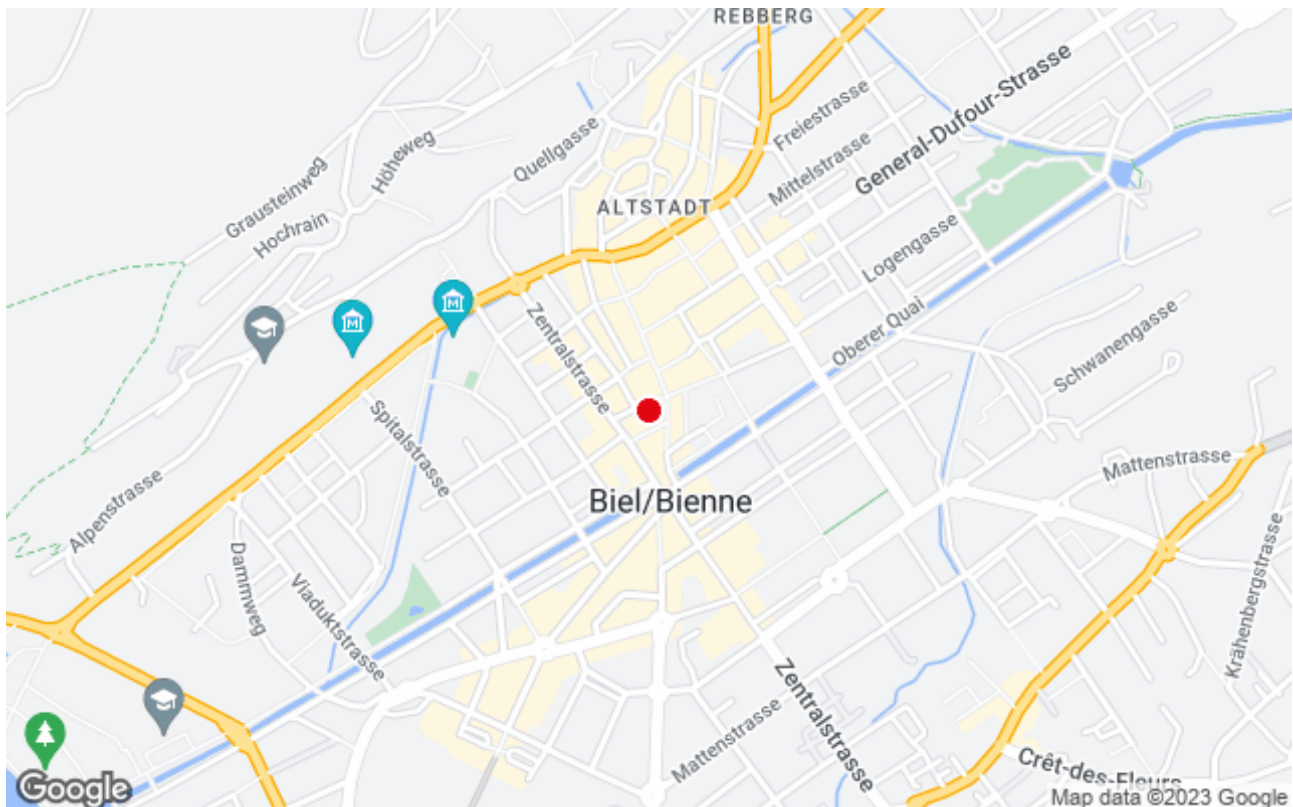 REBBERG
Freiestrasse
General-Dufour-Strasse
Mittelstrasse
Quellgasse
Höheweg
Grausteinweg
Hochrain
ALTSTADT
Logengasse
Oberer Quai
Schwanengasse
Zentralstrasse
Spitalstrasse
Mattenstrasse
Alpenstrasse
Biel/Bienne
Dammweg
Viaduktstrasse
Krähenbergstrasse
Zentralstrasse
Mattenstrasse
Crêt-des-Fleurs
Google
Map data ©2023 Google